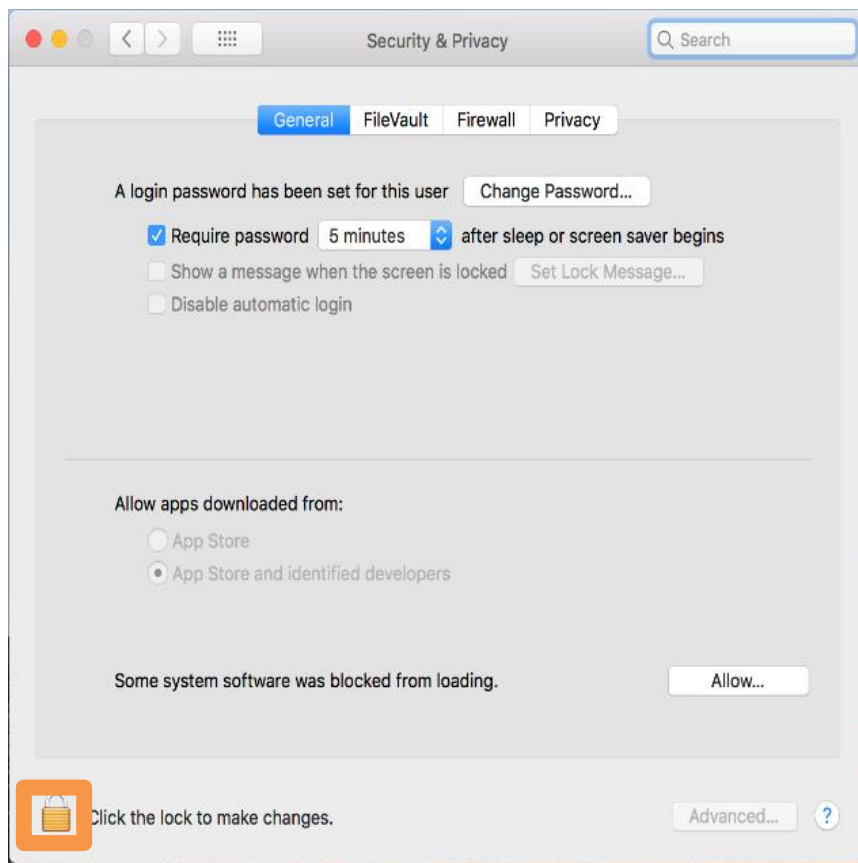 Security & Privacy
Search
General FileVault Firewall Privacy
A login password has been set for this user Change Password...
Require password 5 minutes after sleep or screen saver begins
Show a message when the screen is locked Set Lock Message...
Disable automatic login
Allow apps downloaded from:
App Store
App Store and identified developers
Some system software was blocked from loading. Allow...
Click the lock to make changes. Advanced... ?